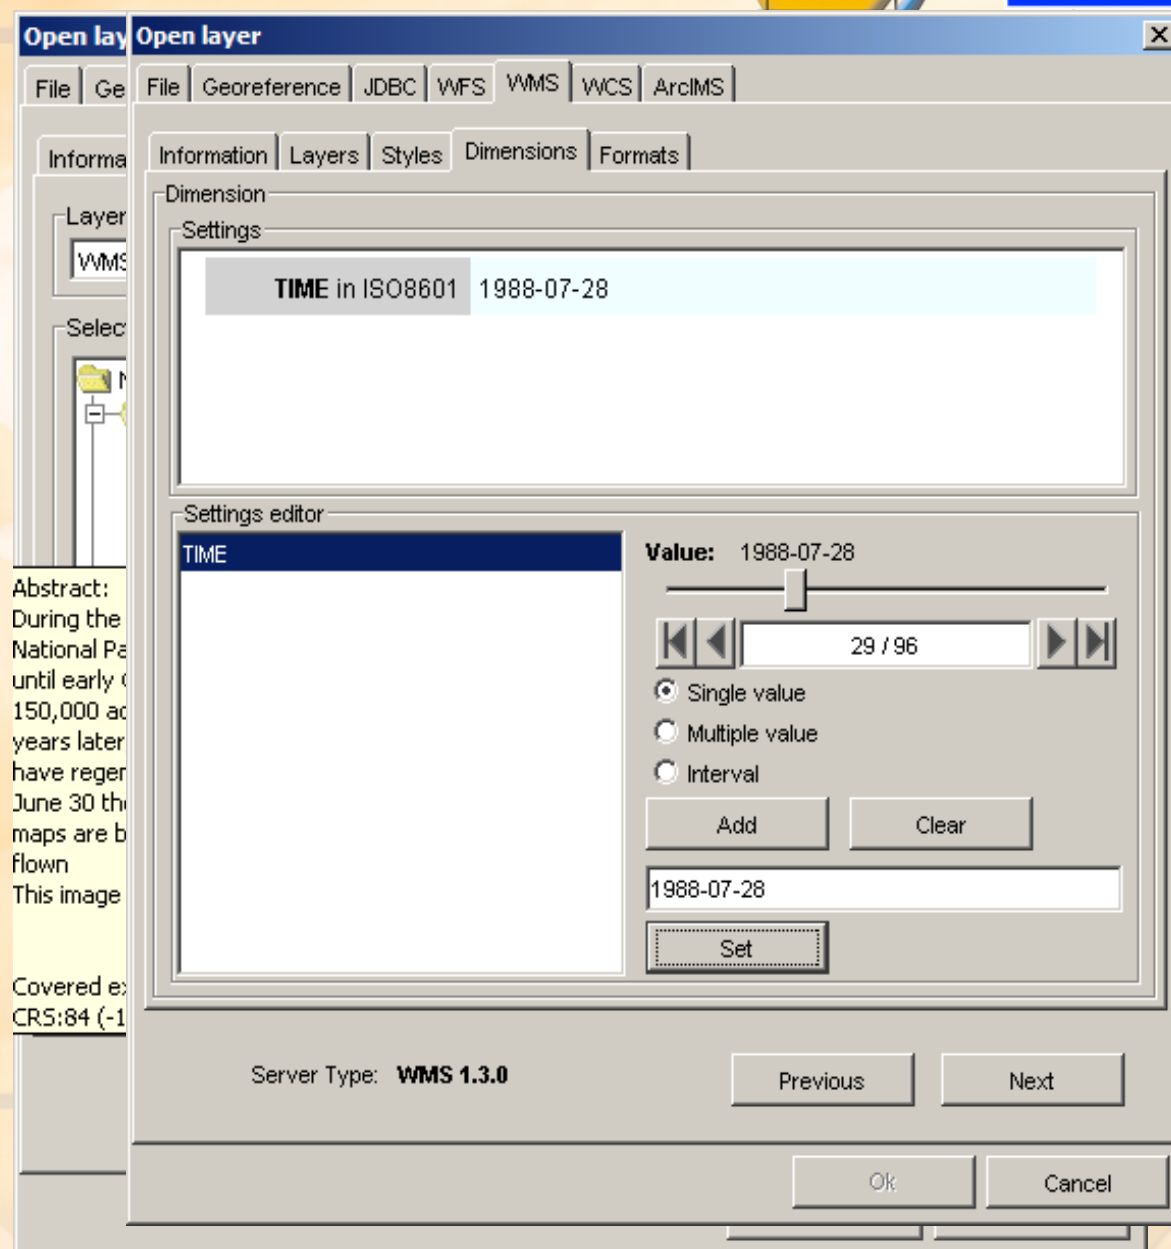 Open lay
File Ge
Informa
Layer
WMS
Selec
Abstract:
During the
National Pa
until early
150,000 ac
years later
have reger
June 30 the
maps are b
flown
This image
Covered ex
CRS:84 (-1
Open layer
File Georeference JDBC WFS WMS WCS ArcIMS
Information Layers Styles Dimensions Formats
Dimension
Settings
TIME in ISO8601 1988-07-28
Settings editor
TIME
Value: 1988-07-28
29 / 96
Single value
Multiple value
Interval
Add Clear
1988-07-28
Set
Server Type: WMS 1.3.0
Previous Next
Ok Cancel